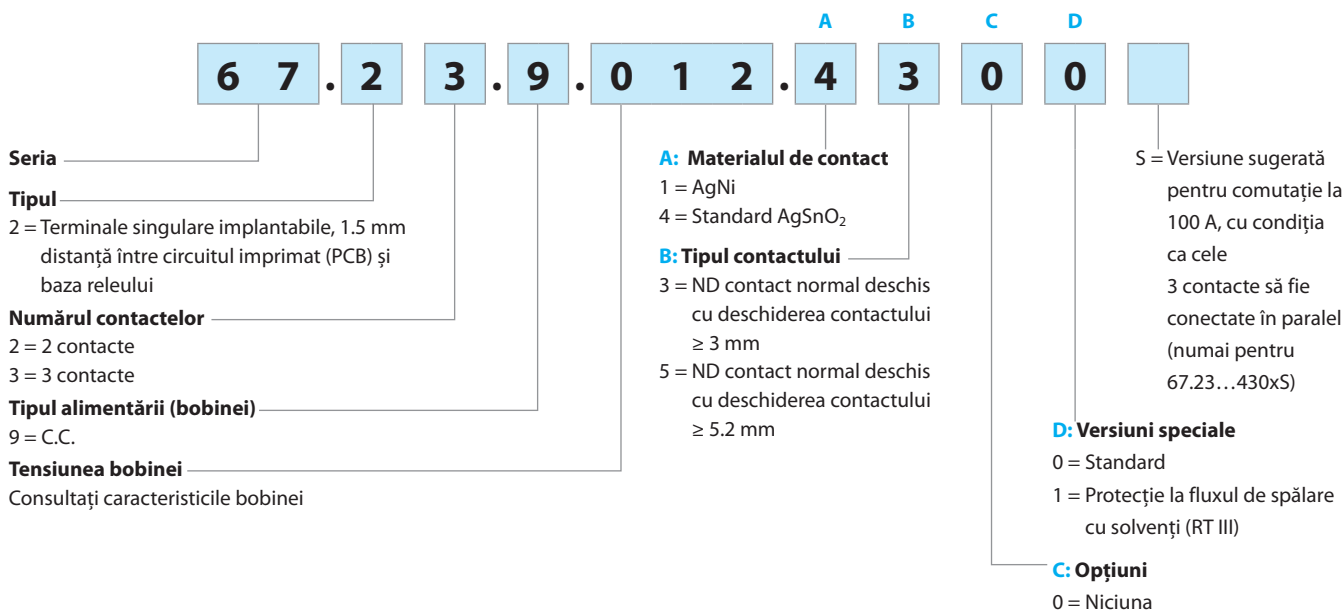 A B C D
6 7 . 2 3 . 9 . 0 1 2 . 4 3 0 0
Seria
Tipul
2 = Terminale singulare implantabile, 1.5 mm
distanță între circuitul imprimat (PCB) și
baza releului
Numărul contactelor
2 = 2 contacte
3 = 3 contacte
Tipul alimentării (bobinei)
9 = C.C.
Tensiunea bobinei
Consultați caracteristicile bobinei
A: Materialul de contact
1 = AgNi
4 = Standard AgSnO₂
B: Tipul contactului
3 = ND contact normal deschis
cu deschiderea contactului
≥ 3 mm
5 = ND contact normal deschis
cu deschiderea contactului
≥ 5.2 mm
S = Versiune sugerată
pentru comutație la
100 A, cu condiția
ca cele
3 contacte să fie
conectate în paralel
(numai pentru
67.23…430xS)
D: Versiuni speciale
0 = Standard
1 = Protecție la fluxul de spălare
cu solvenți (RT III)
C: Opțiuni
0 = Niciuna